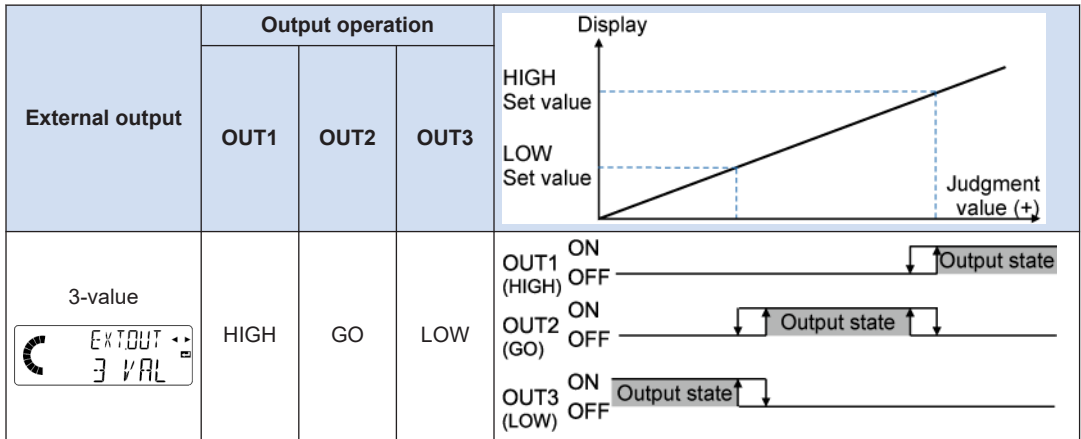 External output
Output operation
OUT1
OUT2
OUT3
Display
HIGH
Set value
LOW
Set value
Judgment
value (+)
3-value
EXTOUT
3 VAL
HIGH
GO
LOW
OUT1
(HIGH)
ON
OFF
Output state
OUT2
(GO)
ON
OFF
Output state
OUT3
(LOW)
ON
OFF
Output state